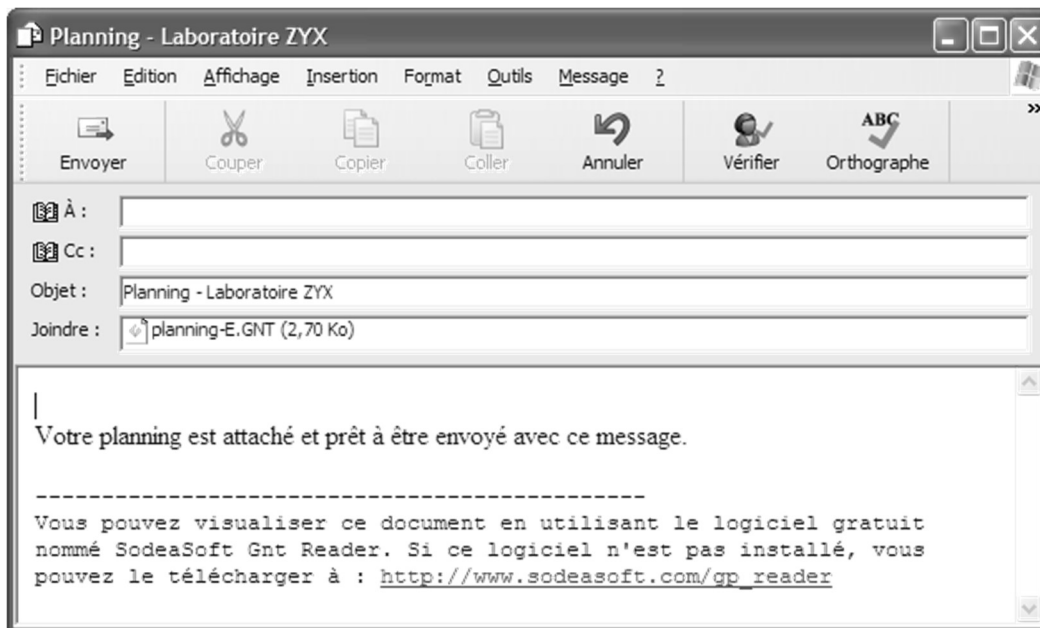 Planning - Laboratoire ZYX
Fichier Edition Affichage Insertion Format Outils Message ?
»
Envoyer Couper Copier Coller Annuler Vérifier ABC Orthographe
À :
Cc :
Objet : Planning - Laboratoire ZYX
Joindre : planning-E.GNT (2,70 Ko)
Votre planning est attaché et prêt à être envoyé avec ce message.
----------------------------------------------
Vous pouvez visualiser ce document en utilisant le logiciel gratuit
nommé SodeaSoft Gnt Reader. Si ce logiciel n'est pas installé, vous
pouvez le télécharger à : http://www.sodeasoft.com/gp_reader